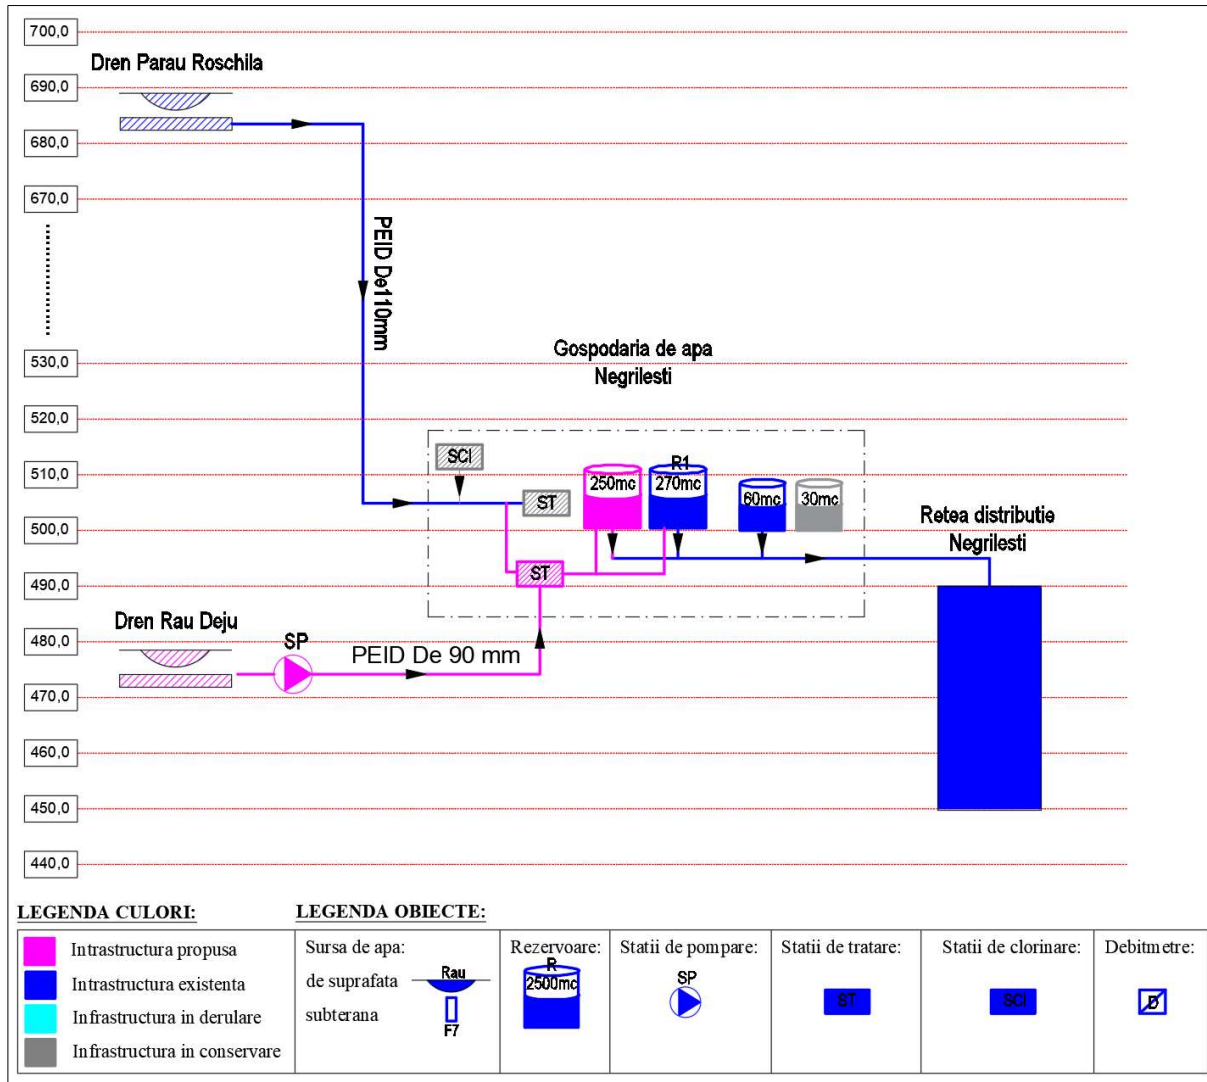 700,0
Dren Parau Roschila
690,0
680,0
670,0
PEID De110mm
530,0
Gospodaria de apa
Negrilesti
520,0
510,0
SCl
ST
250mc
R1
270mc
60mc
30mc
500,0
Retea distributie
Negrilesti
ST
490,0
Dren Rau Deju
480,0
SP
PEID De 90 mm
470,0
460,0
450,0
440,0
LEGENDA CULORI:
Intrastructura propusa
Intrastructura existenta
Infrastructura in derulare
Infrastructura in conservare
LEGENDA OBIECTE:
Sursa de apa:
de suprafata
Rau
subterana
F7
Rezervoare:
R
2500mc
Statii de pompare:
SP
Statii de tratare:
ST
Statii de clorinare:
SCl
Debitmetre:
D